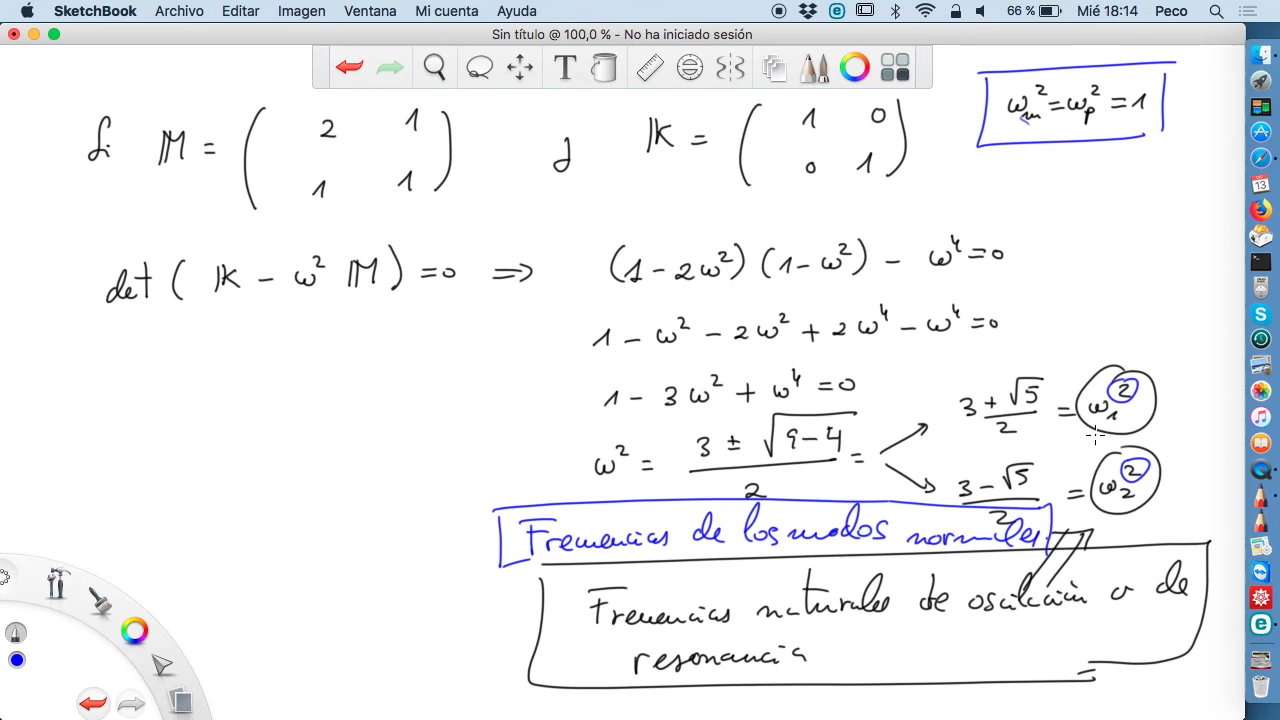 SketchBook Archivo Editar Imagen Ventana Mi cuenta Ayuda 66 % Mié 18:14 Peco
Sin título @ 100,0 % - No ha iniciado sesión
Si 𝕄 = ( 2 1 ; 1 1 ) y 𝕂 = ( 1 0 ; 0 1 )
ω_m² = ω_p² = 1
det ( 𝕂 - ω² 𝕄 ) = 0 ⇒ (1 - 2ω²) (1 - ω²) - ω⁴ = 0
1 - ω² - 2ω² + 2ω⁴ - ω⁴ = 0
1 - 3ω² + ω⁴ = 0
ω² = (3 ± √(9-4)) / 2 =
(3 + √5) / 2 = ω₁²
(3 - √5) / 2 = ω₂²
Frecuencias de los modos normales.
Frecuencias naturales de oscilación o de
resonancia